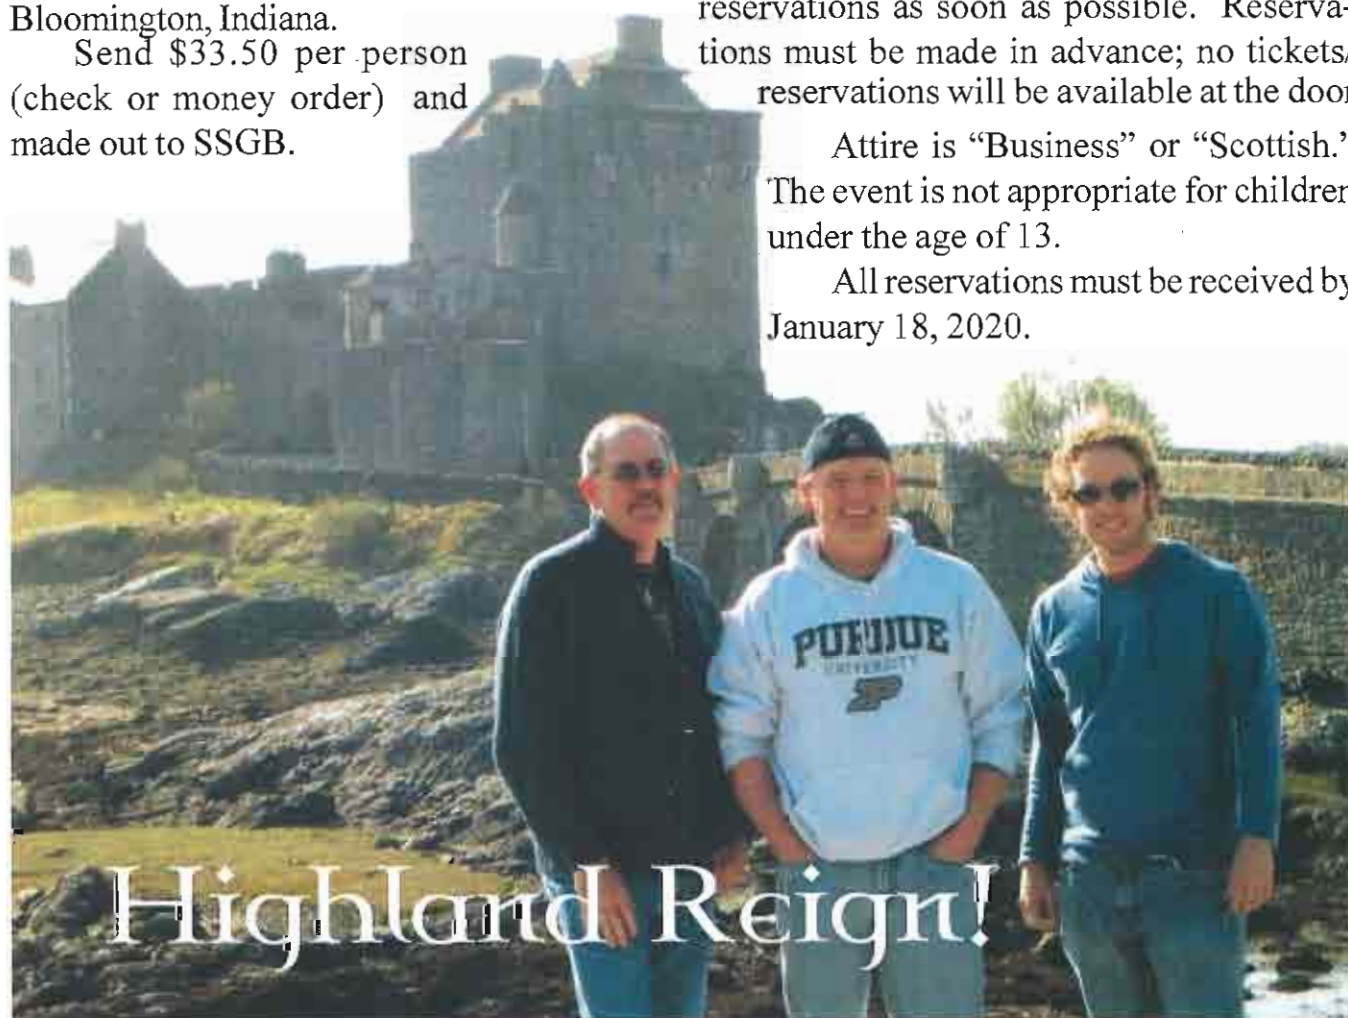 Bloomington, Indiana.
Send $33.50 per person
(check or money order) and
made out to SSGB.
reservations as soon as possible. Reserva-
tions must be made in advance; no tickets/
reservations will be available at the door
Attire is “Business” or “Scottish.”
The event is not appropriate for children
under the age of 13.
All reservations must be received by
January 18, 2020.
PURDUE
UNIVERSITY
P
Highland Reign!